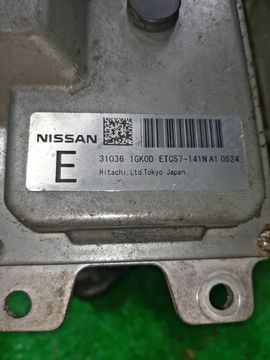 NISSAN
E
31036 1GK0D ETC57-141N A1 0524
Hitachi,Ltd.Tokyo Japan